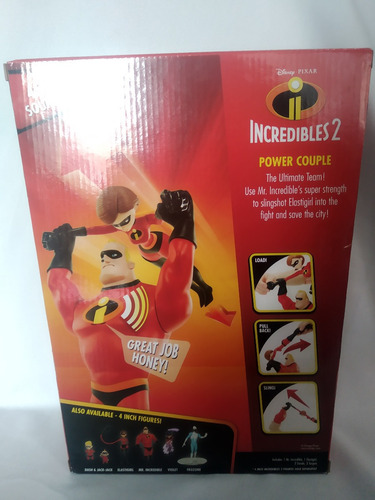 Disney · PIXAR
INCREDIBLES 2
POWER COUPLE
The Ultimate Team!
Use Mr. Incredible's super strength
to slingshot Elastigirl into the
fight and save the city!
LOAD!
PULL
BACK!
SLING!
GREAT JOB
HONEY!
ALSO AVAILABLE - 4 INCH FIGURES!
ELASTIGIRL
MR. INCREDIBLE
VIOLET